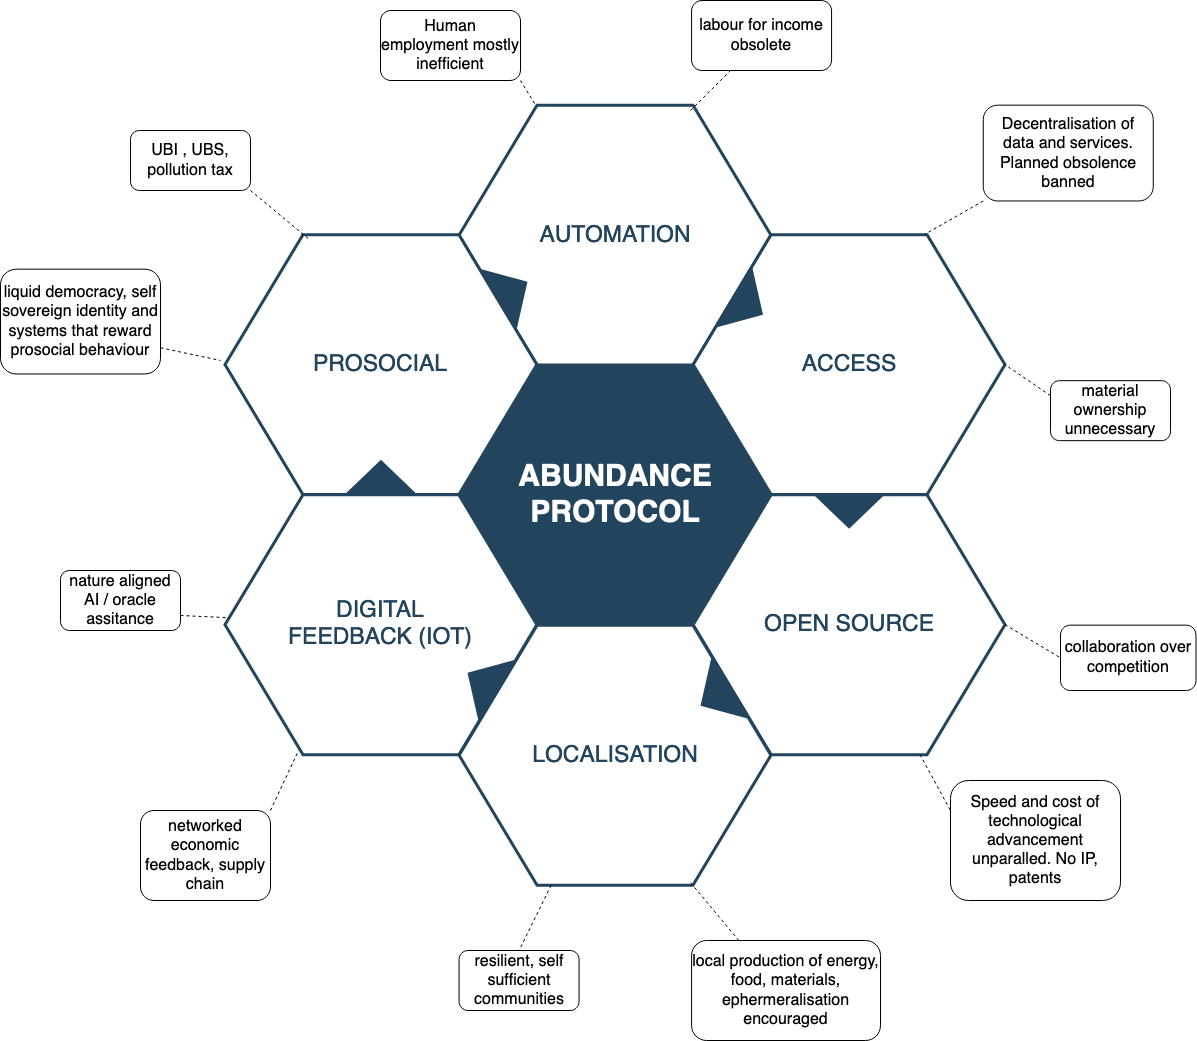 Human
employment mostly
inefficient
labour for income
obsolete
UBI , UBS,
pollution tax
Decentralisation of
data and services.
Planned obsolence
banned
AUTOMATION
liquid democracy, self
sovereign identity and
systems that reward
prosocial behaviour
PROSOCIAL
ACCESS
material
ownership
unnecessary
ABUNDANCE
PROTOCOL
nature aligned
AI / oracle
assitance
DIGITAL
FEEDBACK (IOT)
OPEN SOURCE
collaboration over
competition
LOCALISATION
networked
economic
feedback, supply
chain
Speed and cost of
technological
advancement
unparalled. No IP,
patents
resilient, self
sufficient
communities
local production of energy,
food, materials,
ephermeralisation
encouraged